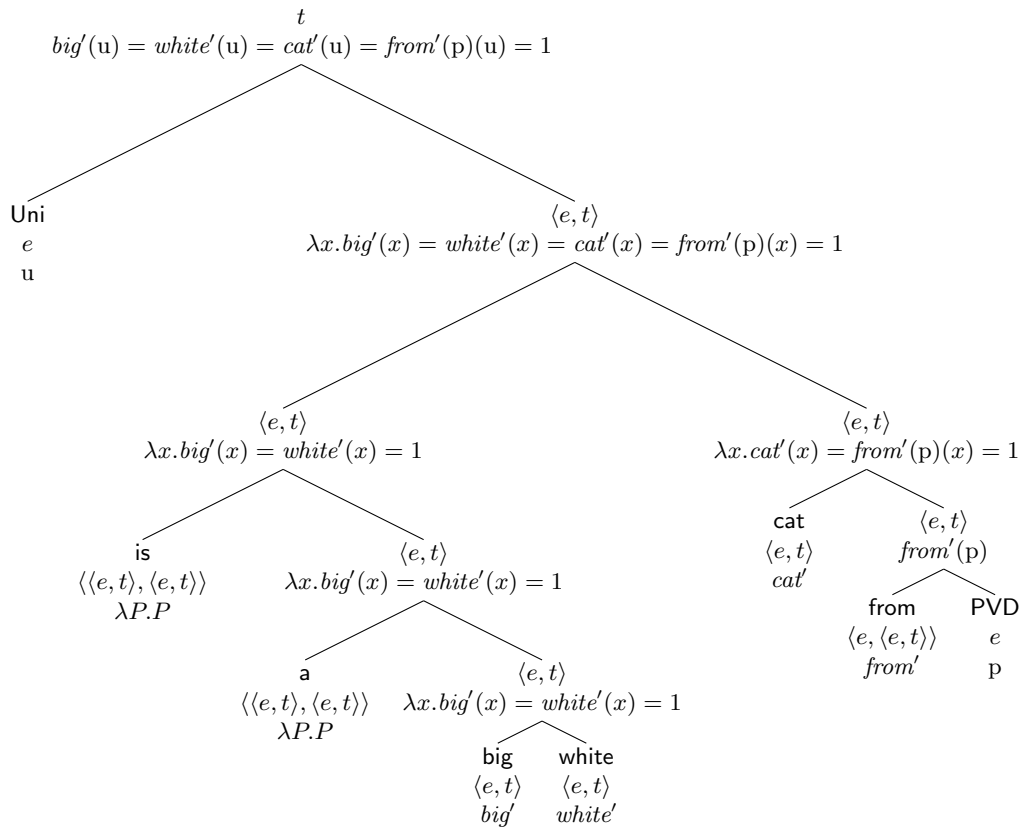 t
big′(u) = white′(u) = cat′(u) = from′(p)(u) = 1
Uni
e
u
⟨e, t⟩
λx.big′(x) = white′(x) = cat′(x) = from′(p)(x) = 1
⟨e, t⟩
λx.big′(x) = white′(x) = 1
⟨e, t⟩
λx.cat′(x) = from′(p)(x) = 1
is
⟨⟨e, t⟩, ⟨e, t⟩⟩
λP.P
⟨e, t⟩
λx.big′(x) = white′(x) = 1
cat
⟨e, t⟩
cat′
⟨e, t⟩
from′(p)
from
⟨e, ⟨e, t⟩⟩
from′
PVD
e
p
a
⟨⟨e, t⟩, ⟨e, t⟩⟩
λP.P
⟨e, t⟩
λx.big′(x) = white′(x) = 1
big
⟨e, t⟩
big′
white
⟨e, t⟩
white′